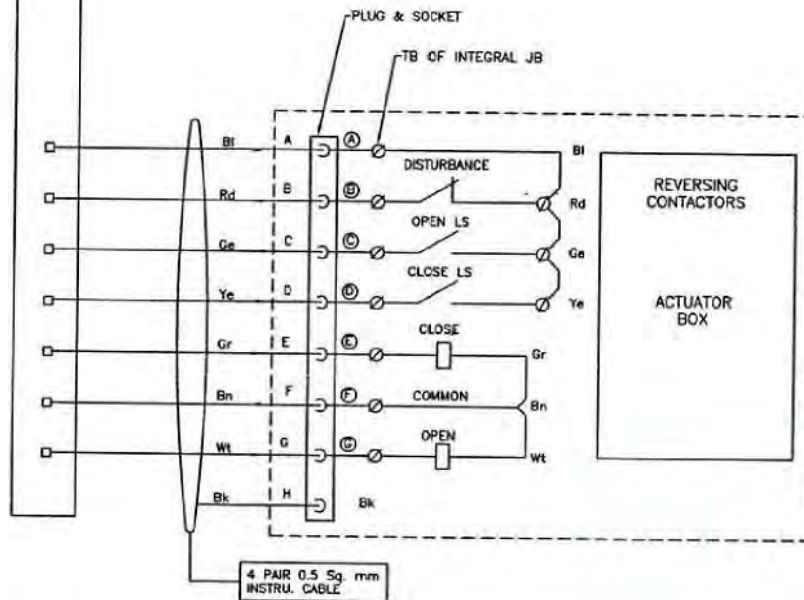 PLUG & SOCKET
TB OF INTEGRAL JB
Bl A Ⓐ Bl
DISTURBANCE
Rd B Ⓑ Rd
OPEN LS
Ge C Ⓒ Ge
CLOSE LS
Ye D Ⓓ Ye
CLOSE
Gr E Ⓔ Gr
Bn F Ⓕ COMMON Bn
OPEN
Wt G Ⓖ Wt
Bk H Bk
REVERSING
CONTACTORS
ACTUATOR
BOX
4 PAIR 0.5 Sq. mm
INSTRU. CABLE